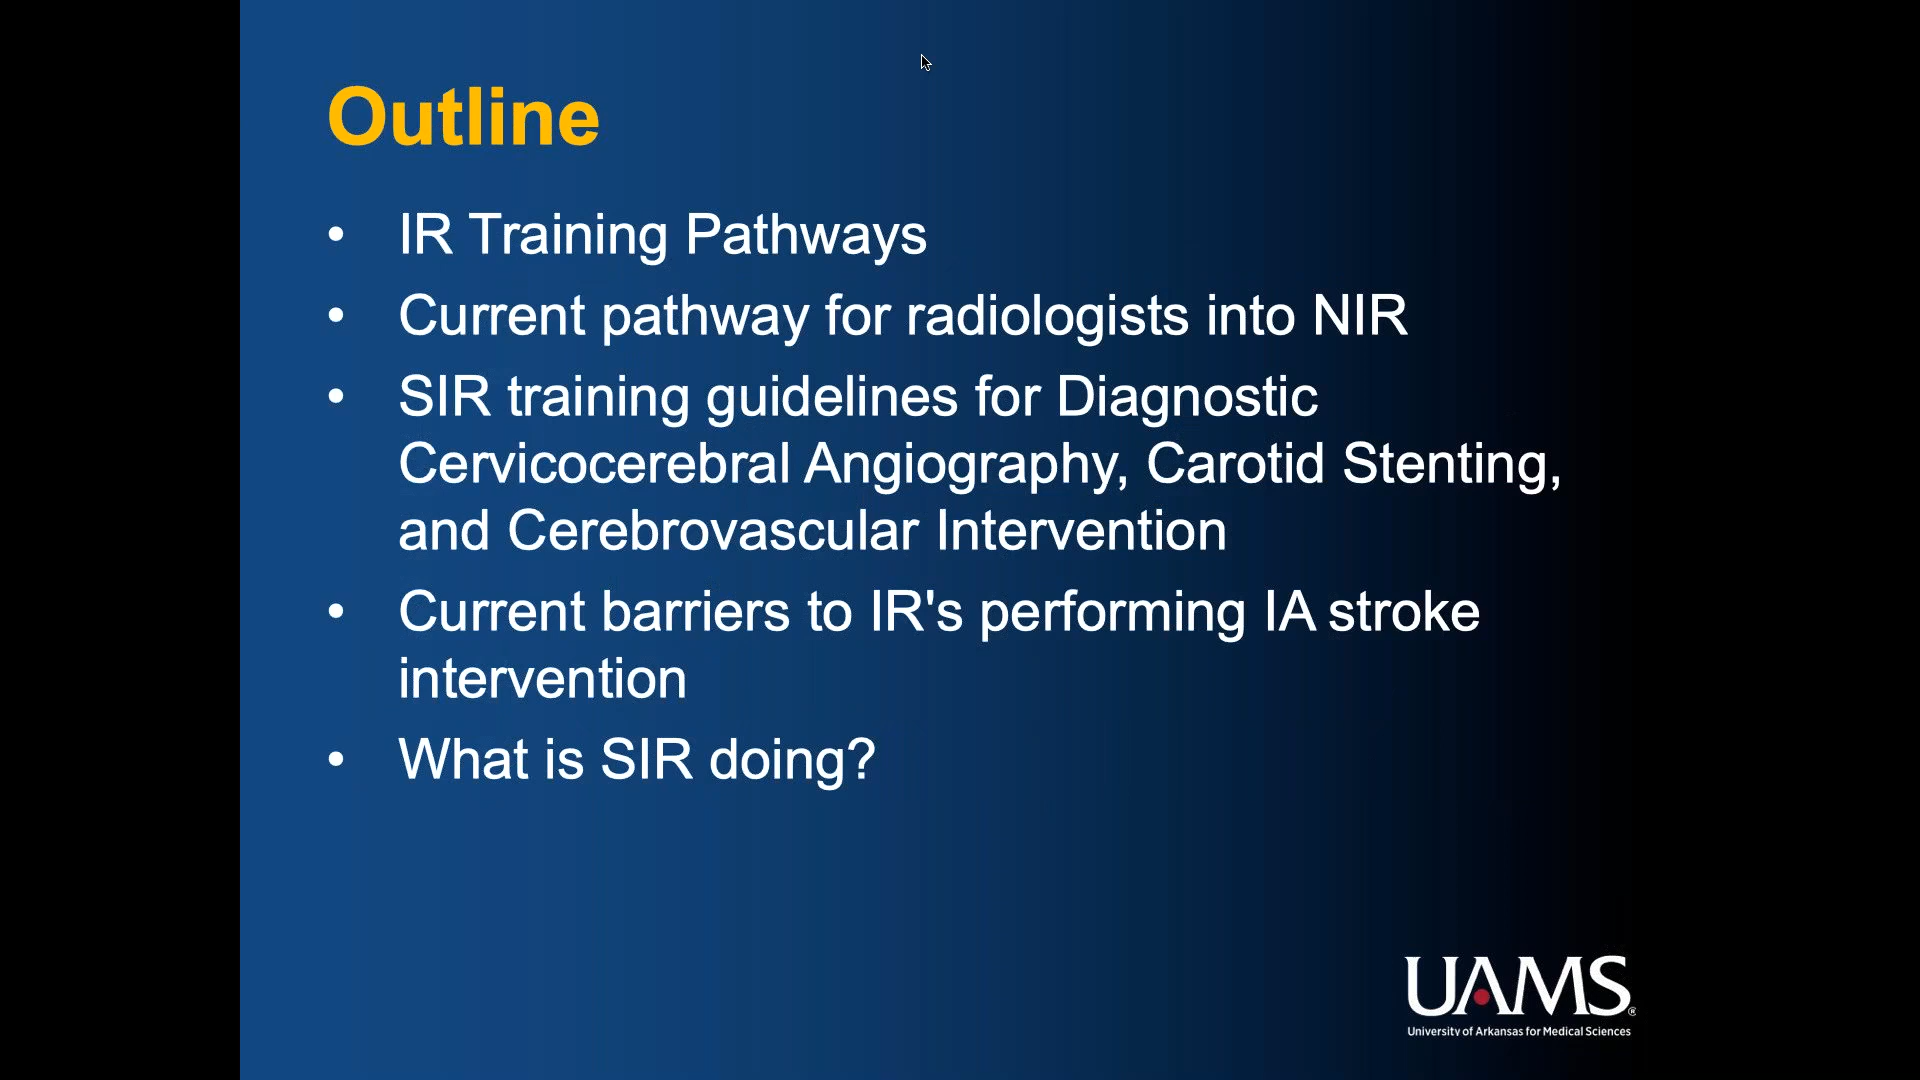 Outline
• IR Training Pathways
• Current pathway for radiologists into NIR
• SIR training guidelines for Diagnostic
Cervicocerebral Angiography, Carotid Stenting,
and Cerebrovascular Intervention
• Current barriers to IR's performing IA stroke
intervention
• What is SIR doing?
UAMS®
University of Arkansas for Medical Sciences